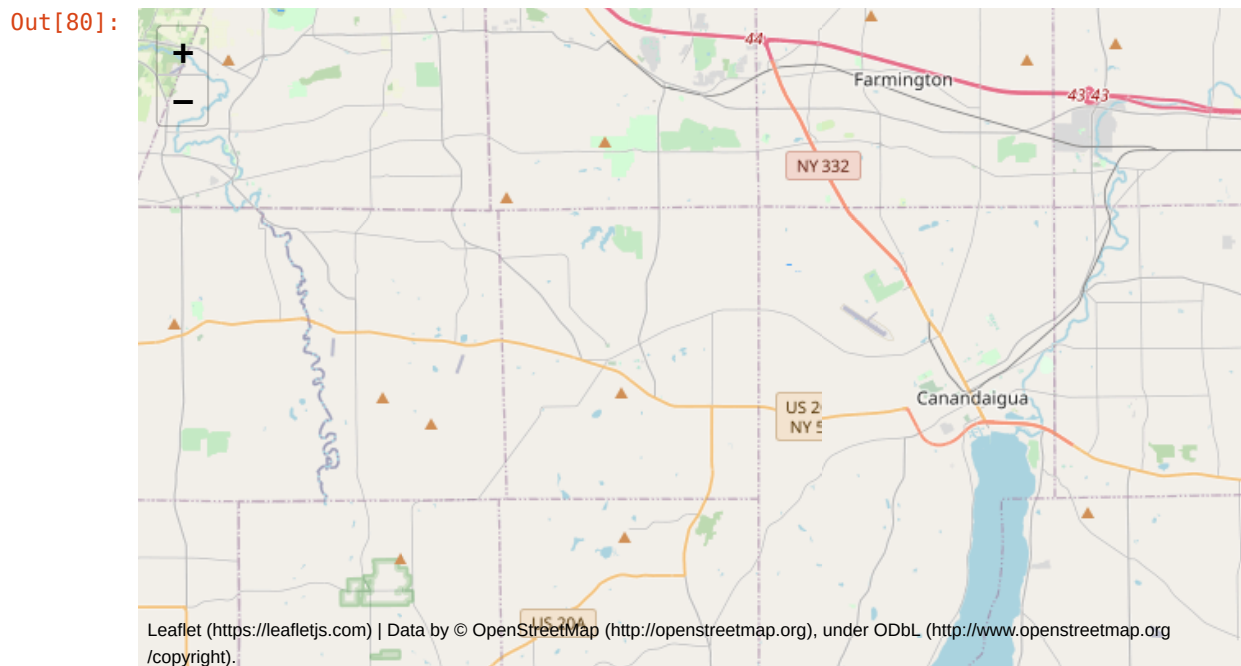 Out[80]:
+
−
44
Farmington
43;43
NY 332
Canandaigua
US 2
NY 5
US 20A
Leaflet (https://leafletjs.com) | Data by © OpenStreetMap (http://openstreetmap.org), under ODbL (http://www.openstreetmap.org
/copyright).